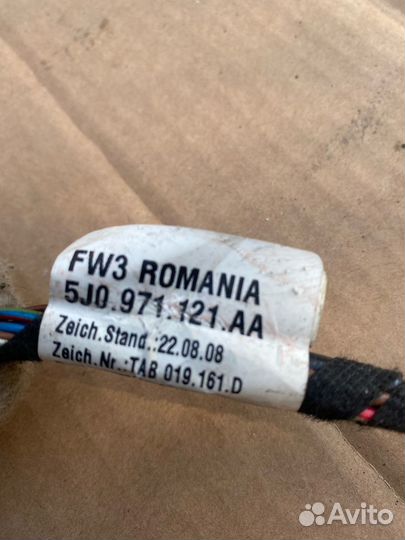 FW3 ROMANIA
5J0.971.121.AA
Zeich.Stand.:22.08.08
Zeich.Nr.:TAB 019.161.D
Avito